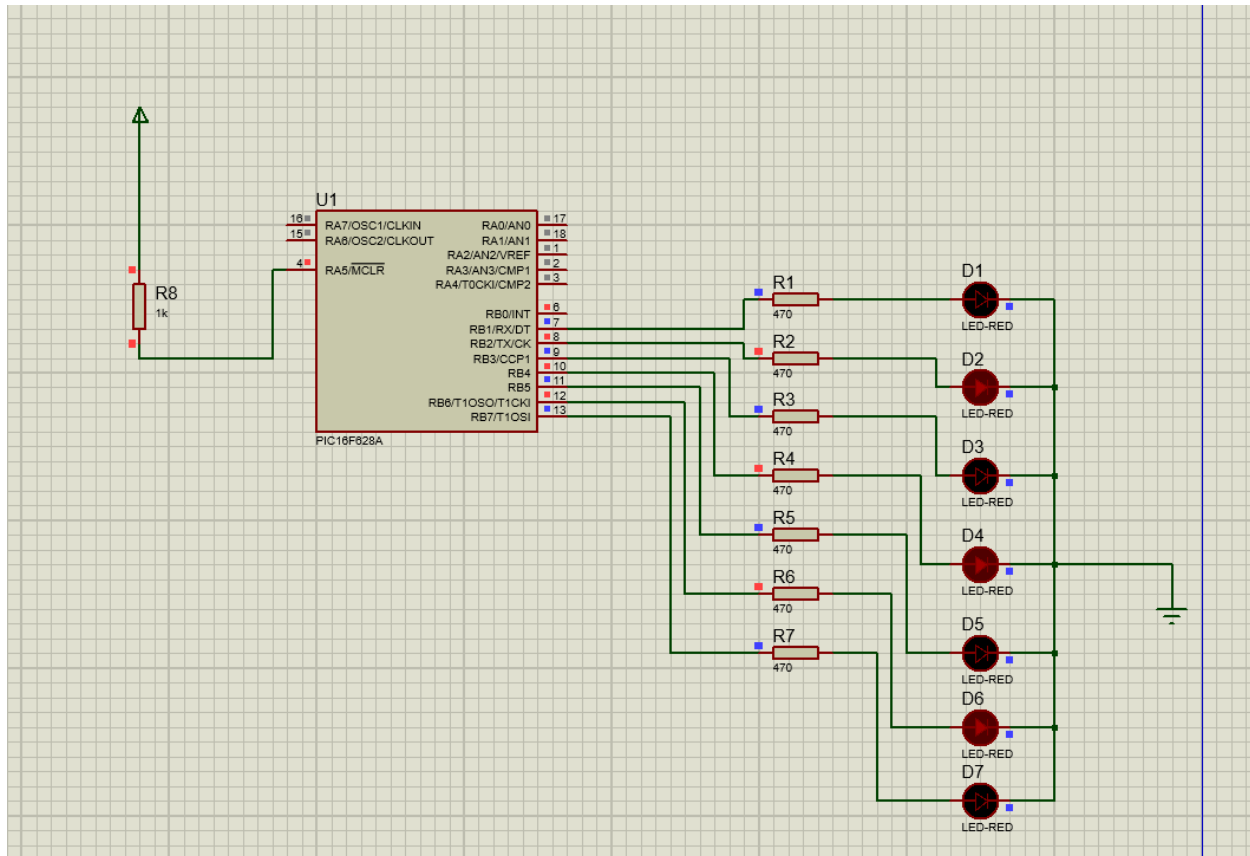 U1
16
RA7/OSC1/CLKIN
RA0/AN0
17
15
RA6/OSC2/CLKOUT
RA1/AN1
18
RA2/AN2/VREF
1
4
RA5/MCLR
RA3/AN3/CMP1
2
RA4/T0CKI/CMP2
3
RB0/INT
6
RB1/RX/DT
7
RB2/TX/CK
8
RB3/CCP1
9
RB4
10
RB5
11
RB6/T1OSO/T1CKI
12
RB7/T1OSI
13
PIC16F628A
R8
1k
R1
470
R2
470
R3
470
R4
470
R5
470
R6
470
R7
470
D1
LED-RED
D2
LED-RED
D3
LED-RED
D4
LED-RED
D5
LED-RED
D6
LED-RED
D7
LED-RED